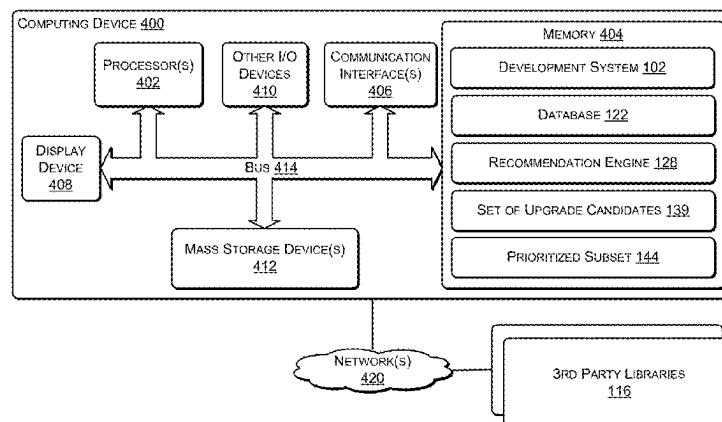 COMPUTING DEVICE 400
PROCESSOR(S)
402
OTHER I/O
DEVICES
410
COMMUNICATION
INTERFACE(S)
406
DISPLAY
DEVICE
408
BUS 414
MASS STORAGE DEVICE(S)
412
MEMORY 404
DEVELOPMENT SYSTEM 102
DATABASE 122
RECOMMENDATION ENGINE 128
SET OF UPGRADE CANDIDATES 139
PRIORITIZED SUBSET 144
NETWORK(S)
420
3RD PARTY LIBRARIES
116